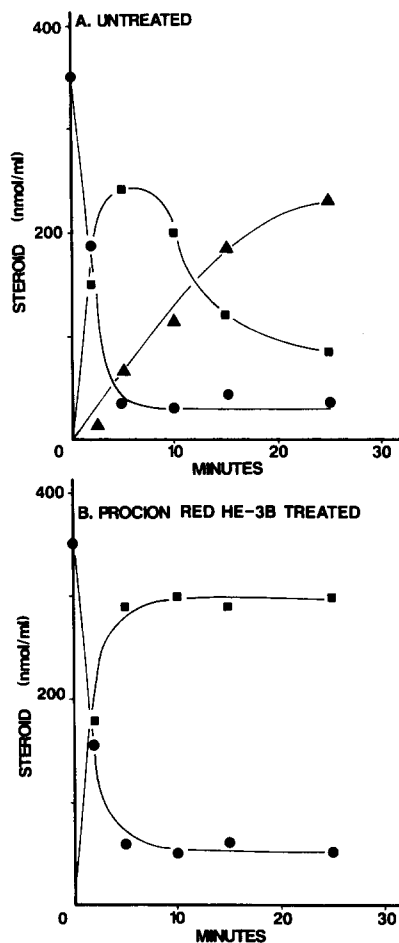 A. UNTREATED
400
200
STEROID (nmol/ml)
0
10
20
30
MINUTES
B. PROCION RED HE-3B TREATED
400
200
STEROID (nmol/ml)
0
10
20
30
MINUTES